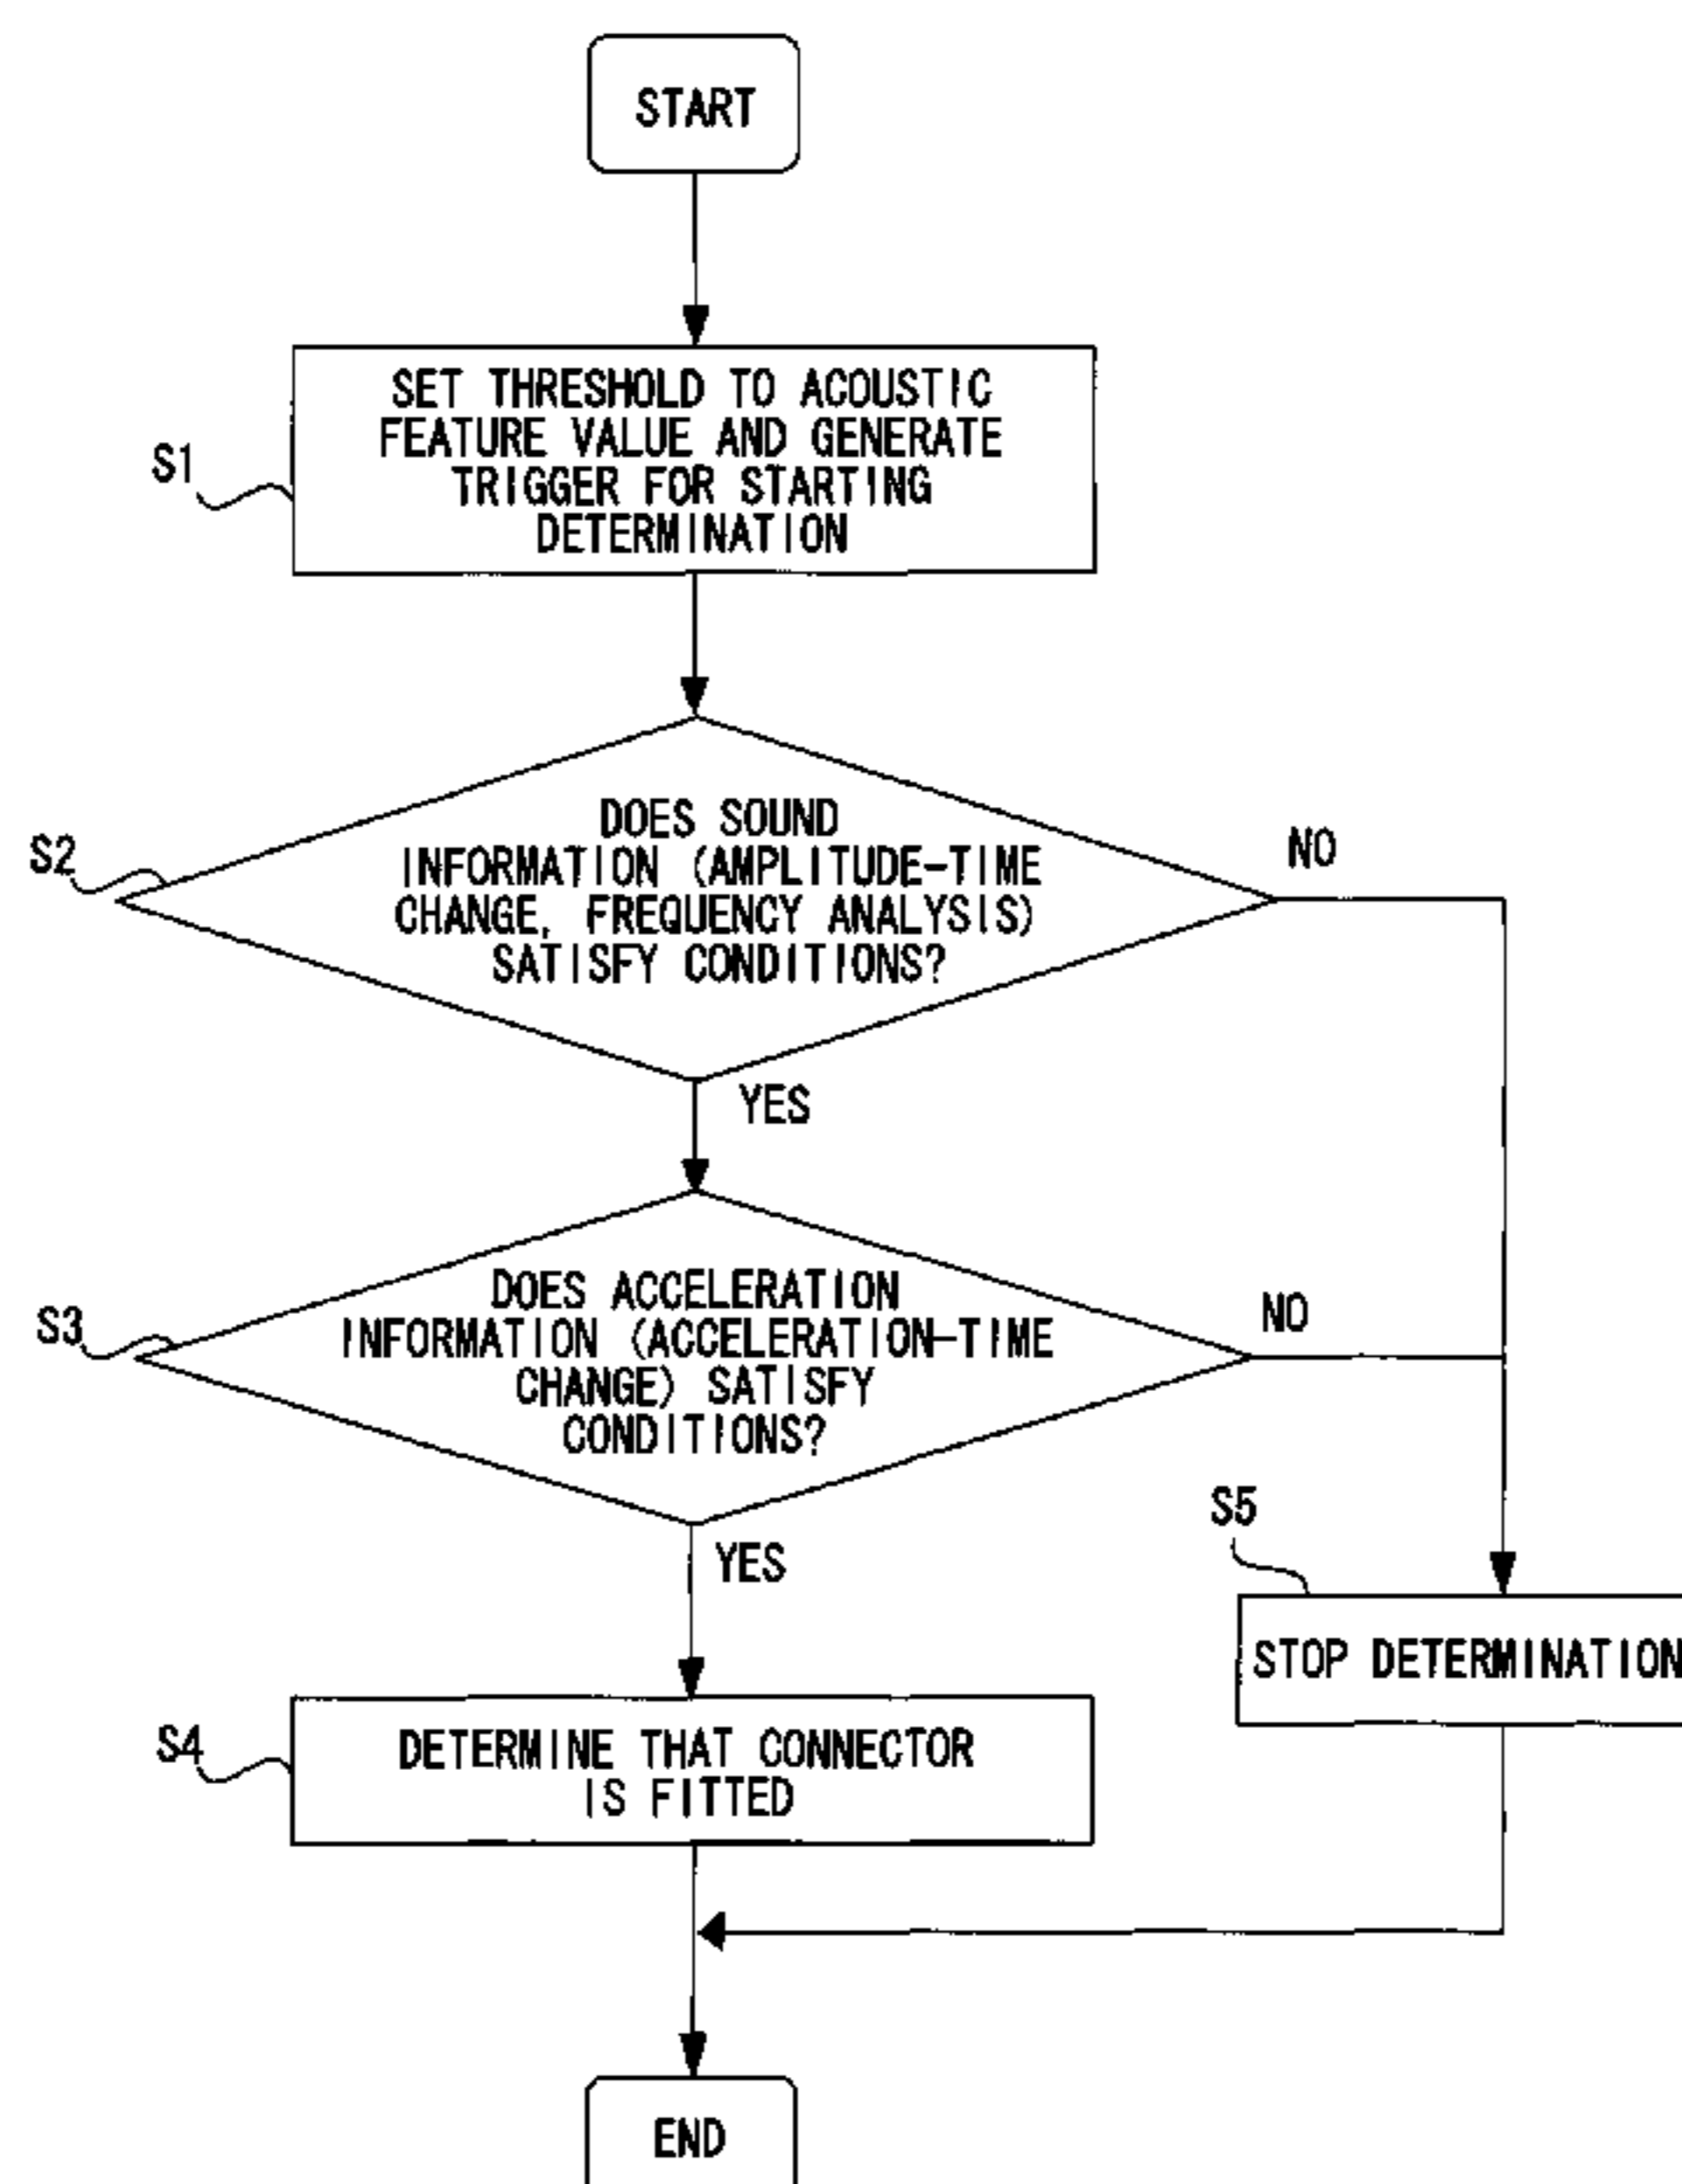 START
SET THRESHOLD TO ACOUSTIC
FEATURE VALUE AND GENERATE
TRIGGER FOR STARTING
DETERMINATION
S1
DOES SOUND
INFORMATION (AMPLITUDE-TIME
CHANGE, FREQUENCY ANALYSIS)
SATISFY CONDITIONS?
S2
NO
YES
DOES ACCELERATION
INFORMATION (ACCELERATION-TIME
CHANGE) SATISFY
CONDITIONS?
S3
NO
YES
S5
STOP DETERMINATION
S4
DETERMINE THAT CONNECTOR
IS FITTED
END